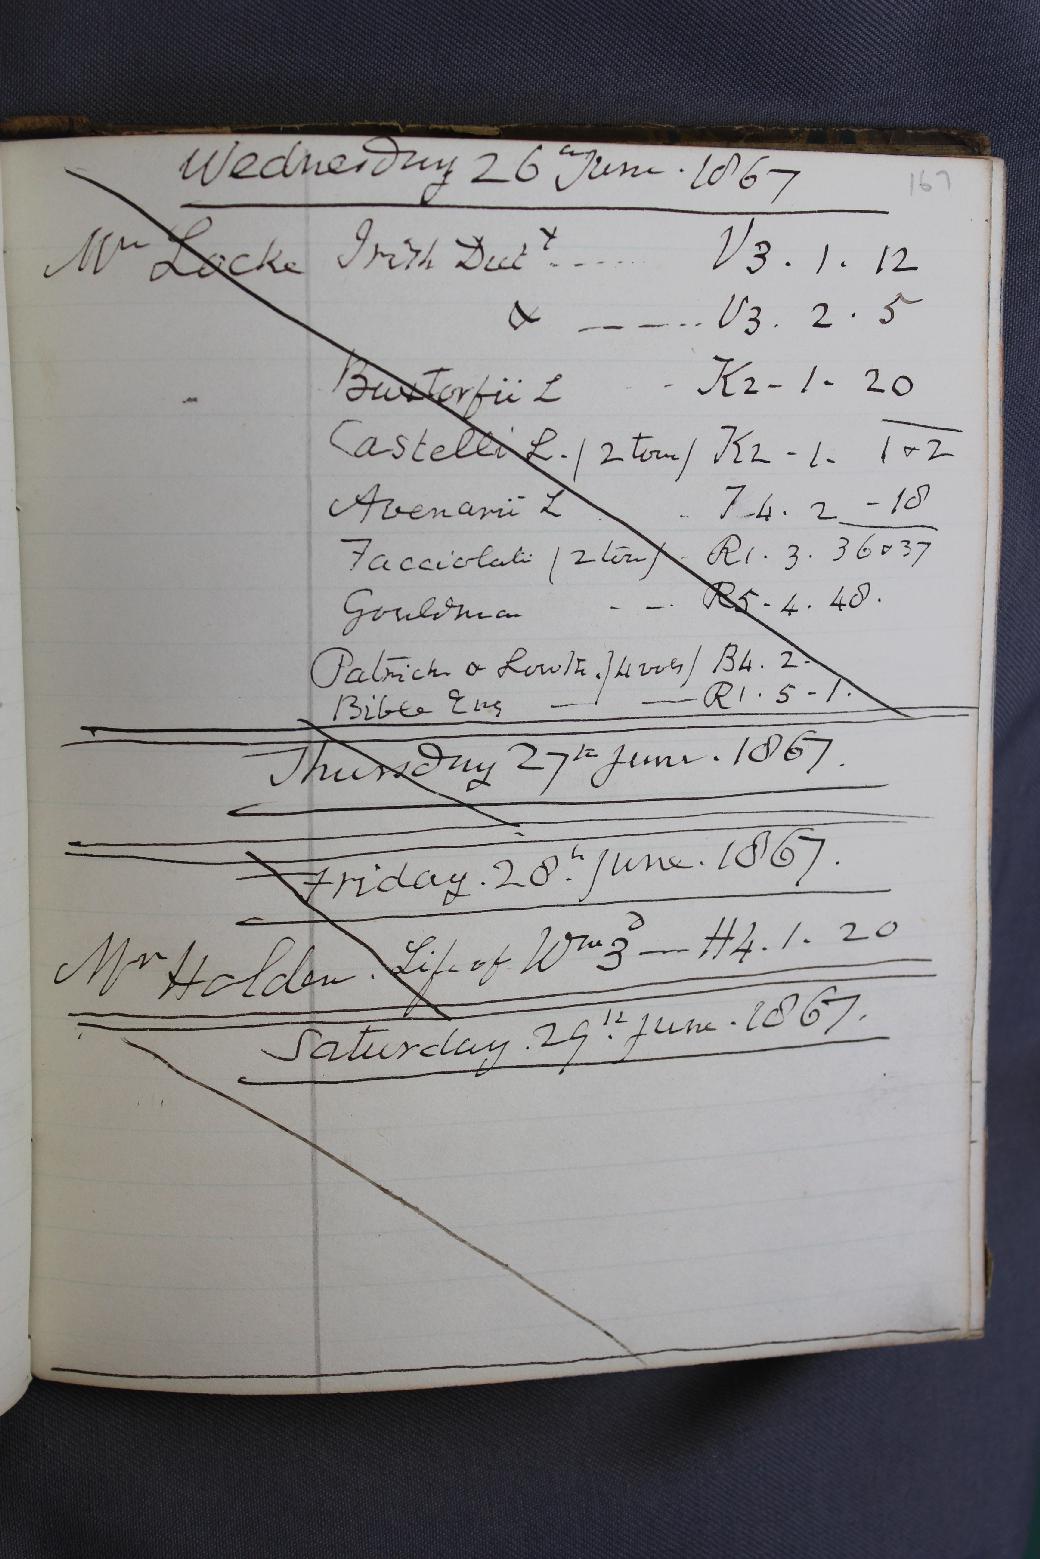 167
Wednesday 26th June. 1867
Mr Locke Irish Dict y ..... V3. 1. 12
& ----.. V3. 2. 5
Buxtorfii L - - K2 - 1 - 20
Castelli L. / 2 tom / K2 - 1. 1 & 2
Avenarii L . . T4. 2 - 18
Facciolati ( 2 tom / - R1. 3. 36 & 37
Gouldman - - - R5 - 4. 48.
Patrick & Lowth. ) 4 vols / B4. 2 -
Bible Eng — — R1. 5 - 1.
Thursday 27th June. 1867.
Friday. 28th June. 1867.
Mr Holden. Life of Wm 3d — H4. 1. 20
Saturday. 29th June. 1867.